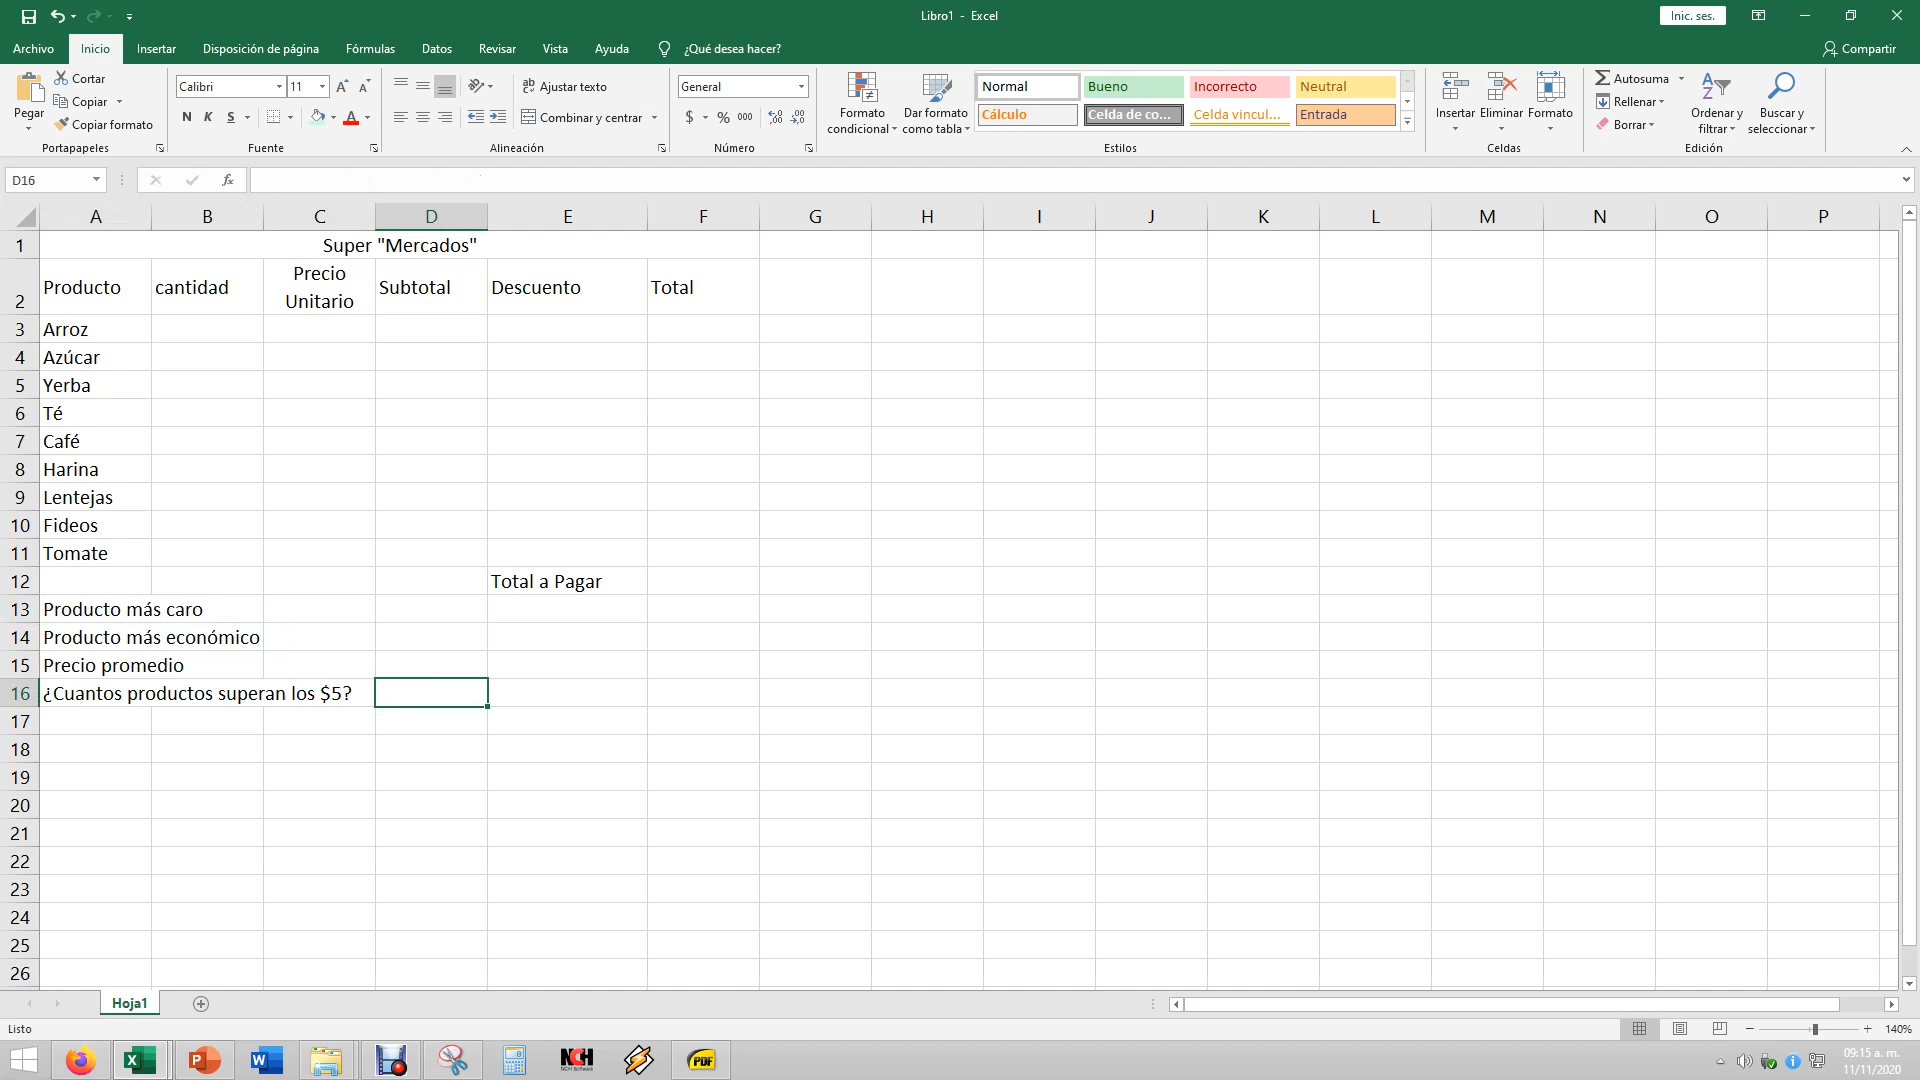 Libro1 - Excel
Inic. ses.
Archivo Inicio Insertar Disposición de página Fórmulas Datos Revisar Vista Ayuda ¿Qué desea hacer? Compartir
Pegar
Cortar
Copiar
Copiar formato
Portapapeles
Calibri 11
N K S
Fuente
Ajustar texto
Combinar y centrar
Alineación
General
$ % 000
Número
Formato condicional
Dar formato como tabla
Normal Bueno Incorrecto Neutral
Cálculo Celda de co... Celda vincul... Entrada
Estilos
Insertar Eliminar Formato
Celdas
Autosuma
Rellenar
Borrar
Ordenar y filtrar
Buscar y seleccionar
Edición
D16 fx
A B C D E F G H I J K L M N O P
1 Super "Mercados"
2 Producto cantidad Precio Unitario Subtotal Descuento Total
3 Arroz
4 Azúcar
5 Yerba
6 Té
7 Café
8 Harina
9 Lentejas
10 Fideos
11 Tomate
12 Total a Pagar
13 Producto más caro
14 Producto más económico
15 Precio promedio
16 ¿Cuantos productos superan los $5?
17
18
19
20
21
22
23
24
25
26
Hoja1
Listo
140%
NCH
NCH Software
PDF
09:15 a. m.
11/11/2020